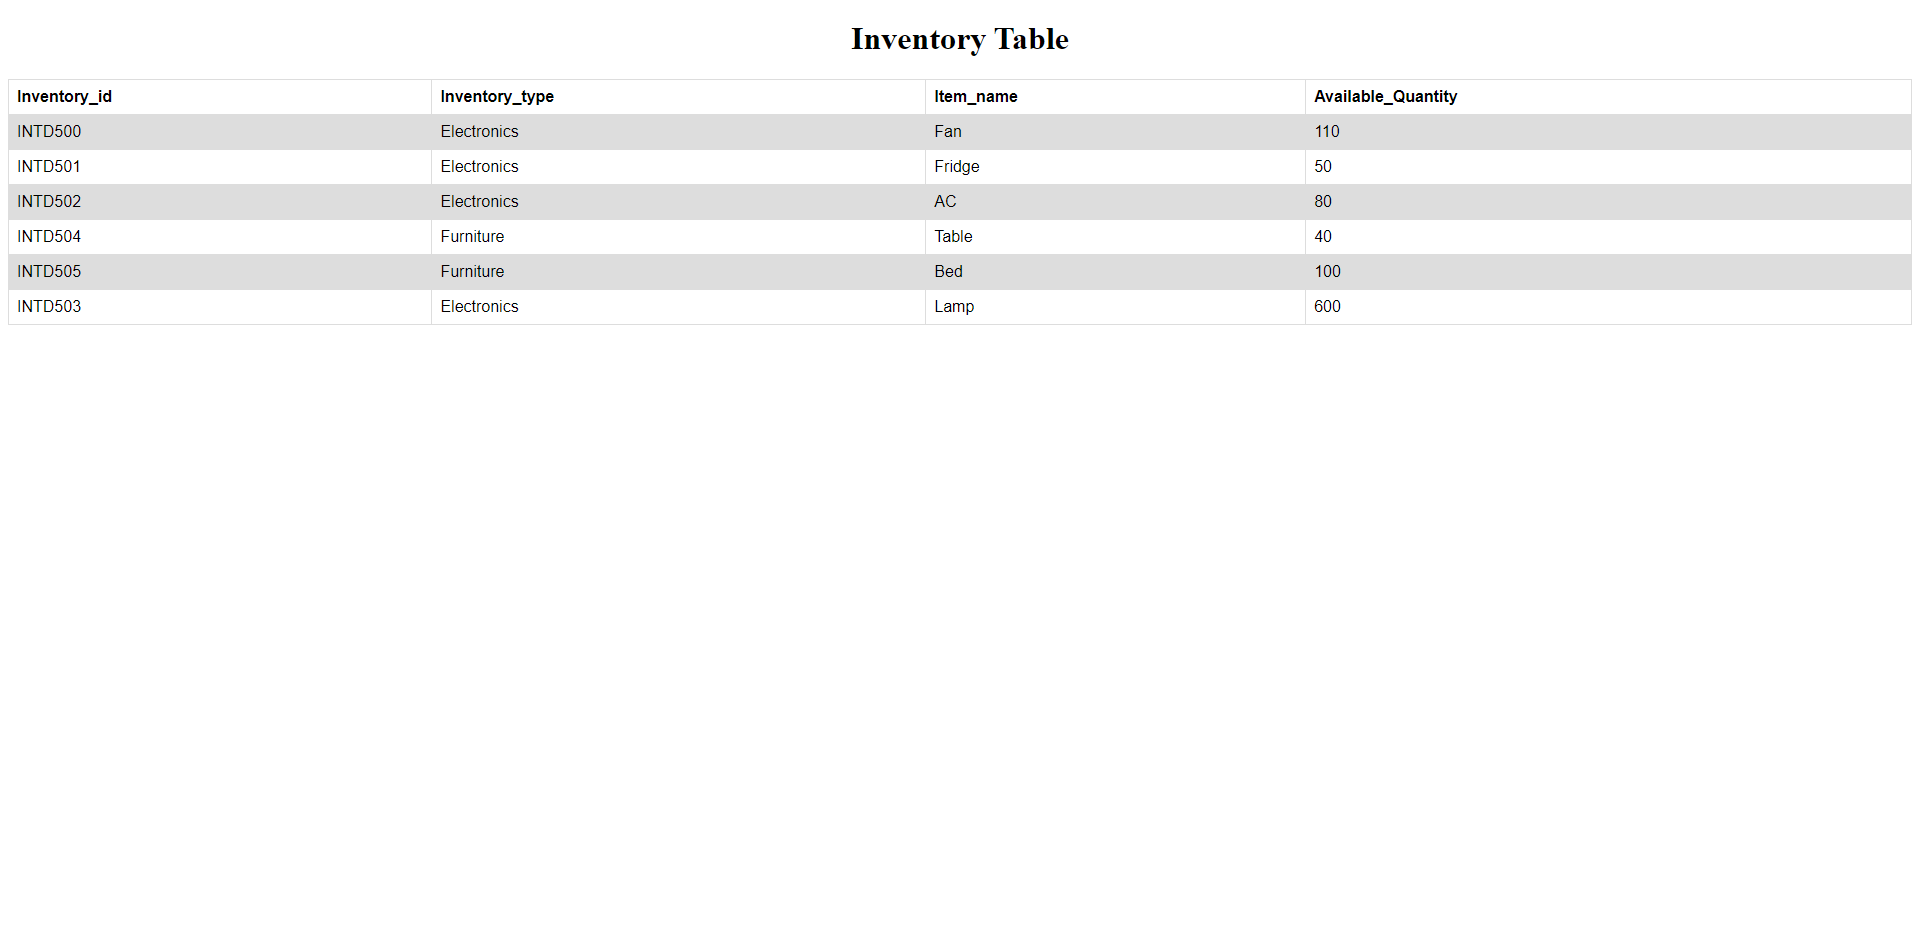 Inventory Table
Inventory_id Inventory_type Item_name Available_Quantity
INTD500 Electronics Fan 110
INTD501 Electronics Fridge 50
INTD502 Electronics AC 80
INTD504 Furniture Table 40
INTD505 Furniture Bed 100
INTD503 Electronics Lamp 600